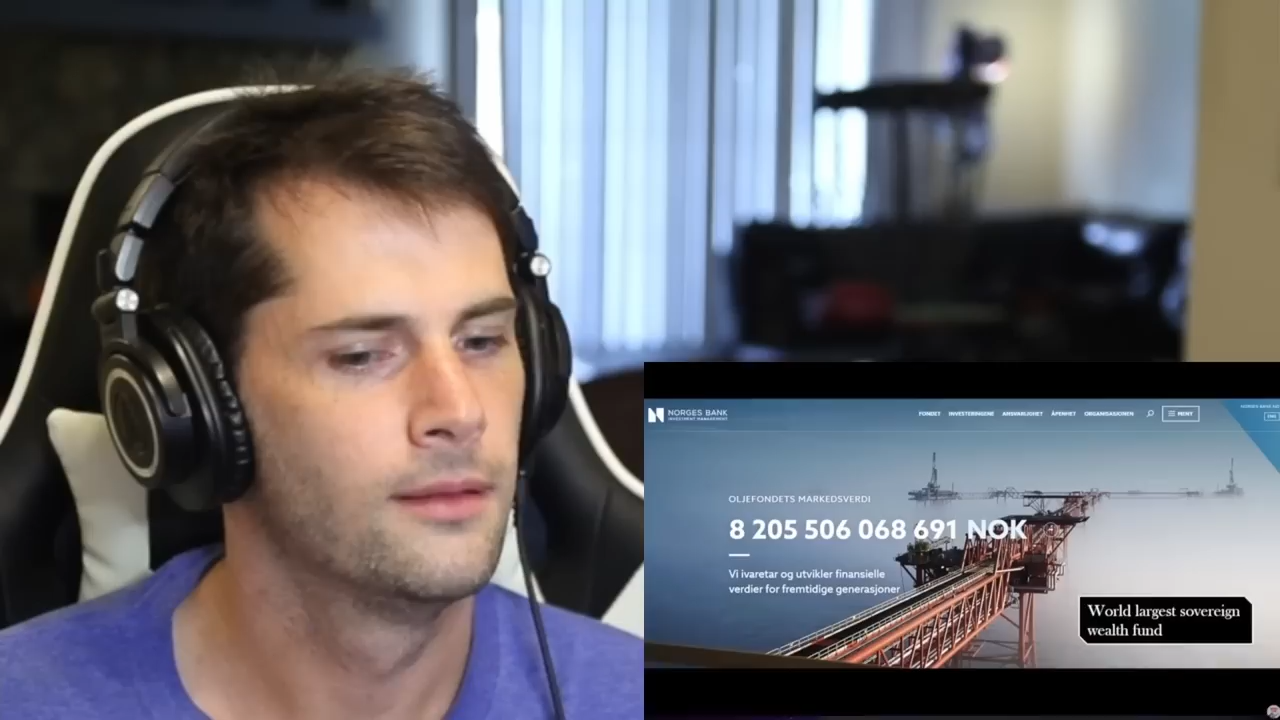 NORGES BANK
INVESTMENT MANAGEMENT
FONDET INVESTERINGENE ANSVARLIGHET ÅPENHET ORGANISASJONEN MENY
OLJEFONDETS MARKEDSVERDI
8 205 506 068 691 NOK
Vi ivaretar og utvikler finansielle
verdier for fremtidige generasjoner
World largest sovereign
wealth fund